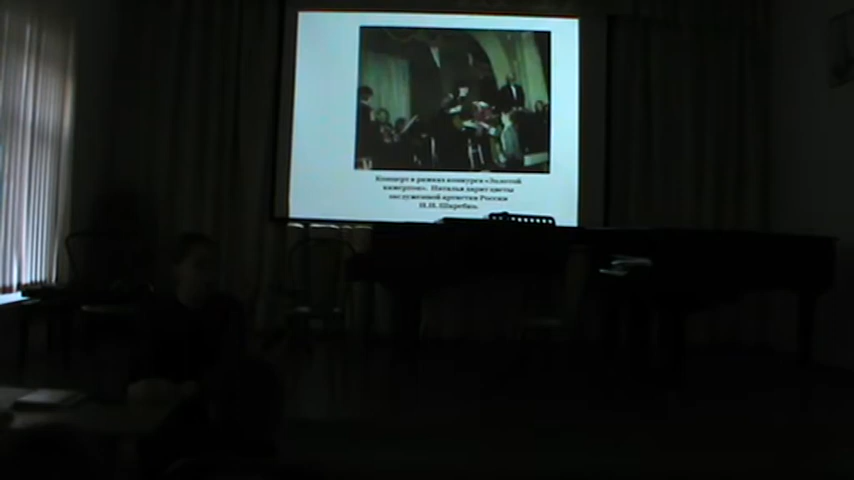 Концерт в рамках конкурса «Золотой
камертон». Наталья дарит цветы
заслуженной артистке России